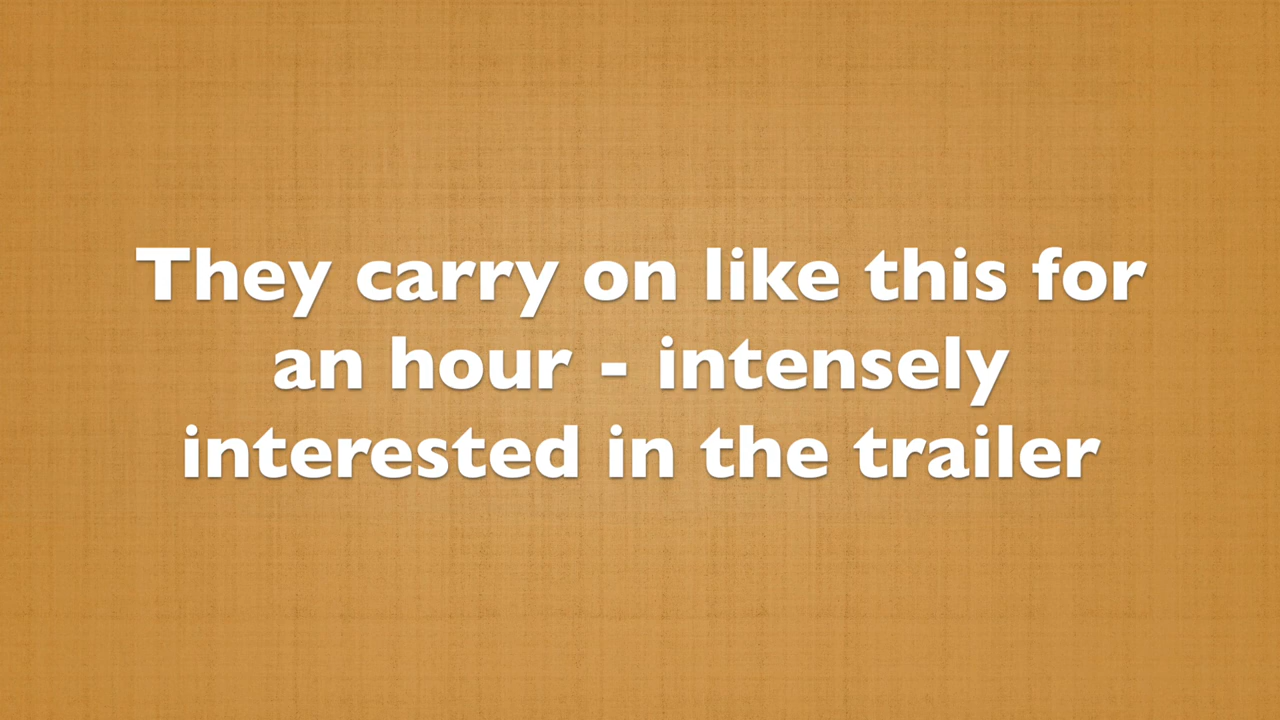 They carry on like this for
an hour - intensely
interested in the trailer